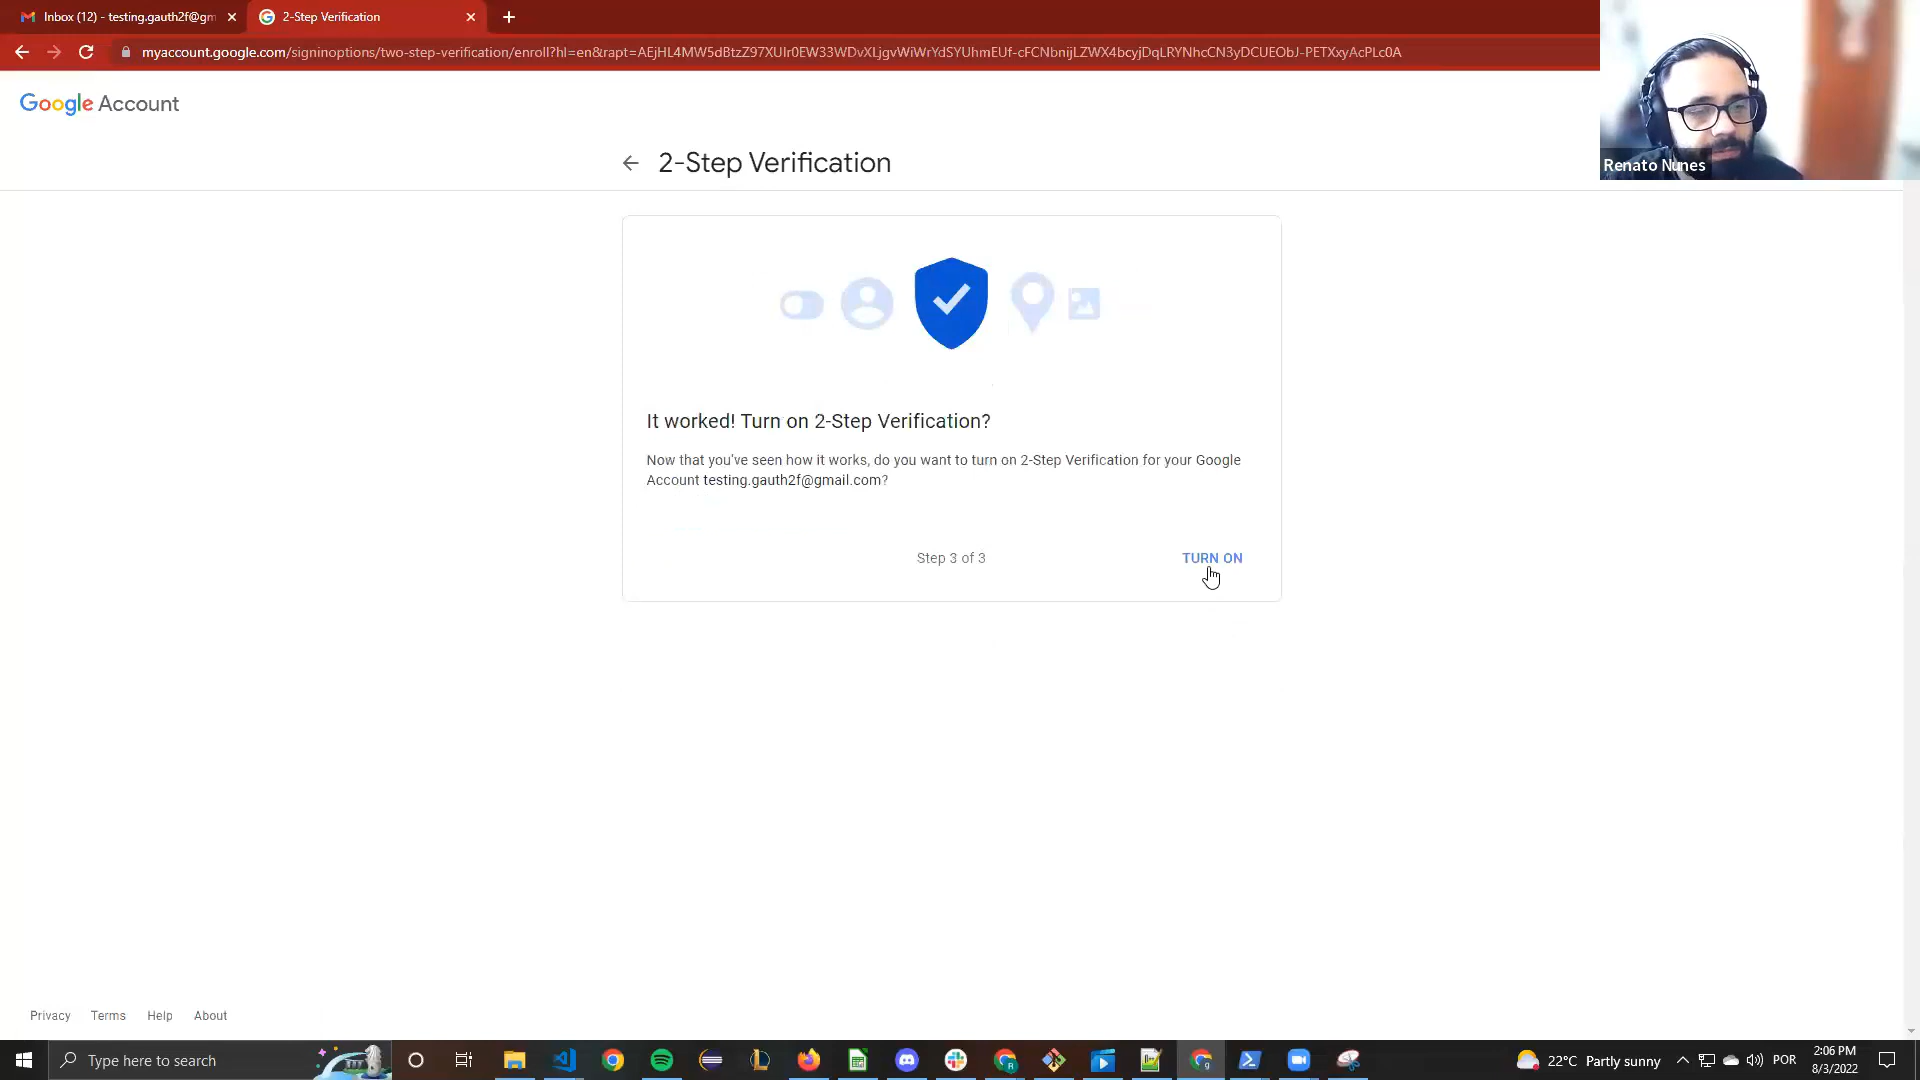 Inbox (12) - testing.gauth2f@gm
2-Step Verification
myaccount.google.com/signinoptions/two-step-verification/enroll?hl=en&rapt=AEjHL4MW5dBtzZ97XUIr0EW33WDvXLjgvWiWrYdSYUhmEUf-cFCNbnijLZWX4bcyjDqLRYNhcCN3yDCUEObJ-PETXxyAcPLc0A
Google Account
2-Step Verification
Renato Nunes
It worked! Turn on 2-Step Verification?
Now that you've seen how it works, do you want to turn on 2-Step Verification for your Google
Account testing.gauth2f@gmail.com?
Step 3 of 3
TURN ON
Privacy
Terms
Help
About
Type here to search
22°C Partly sunny
POR
2:06 PM
8/3/2022